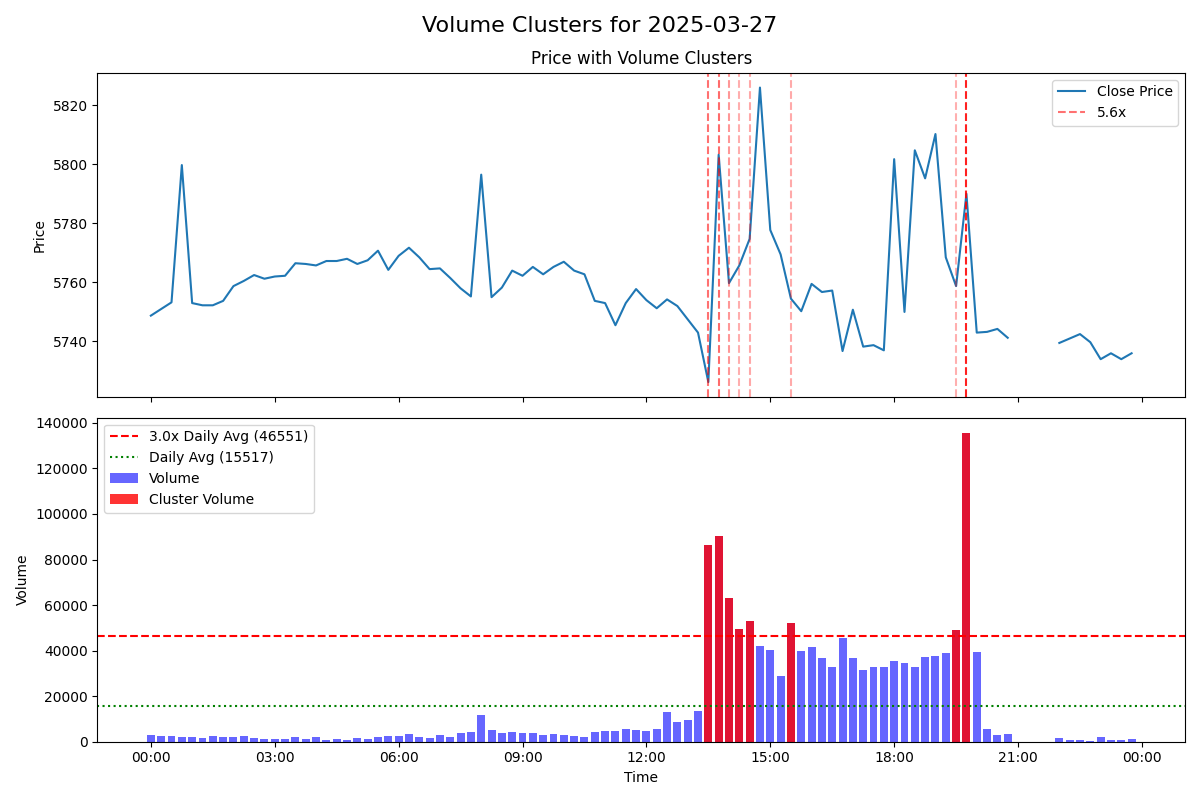 Volume Clusters for 2025-03-27
Price with Volume Clusters
Price
5820
5800
5780
5760
5740
Close Price
5.6x
Volume
140000
120000
100000
80000
60000
40000
20000
0
3.0x Daily Avg (46551)
Daily Avg (15517)
Volume
Cluster Volume
00:00 03:00 06:00 09:00 12:00 15:00 18:00 21:00 00:00
Time